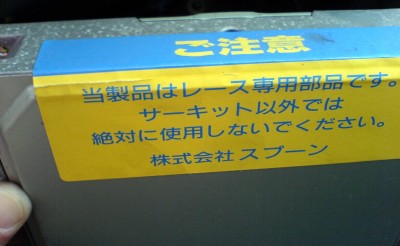 ご注意
当製品はレース専用部品です。
サーキット以外では
絶対に使用しないでください。
株式会社 スプーン